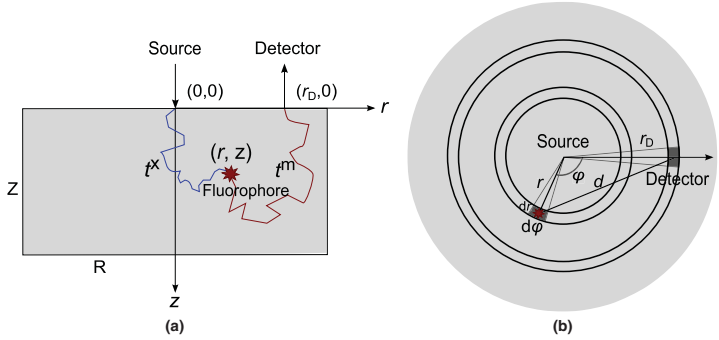 Source
Detector
(0,0)
(r_D,0)
r
t^x
(r, z)
t^m
Fluorophore
Z
R
z
(a)
Source
r_D
φ
r
d
Detector
dr
dφ
(b)